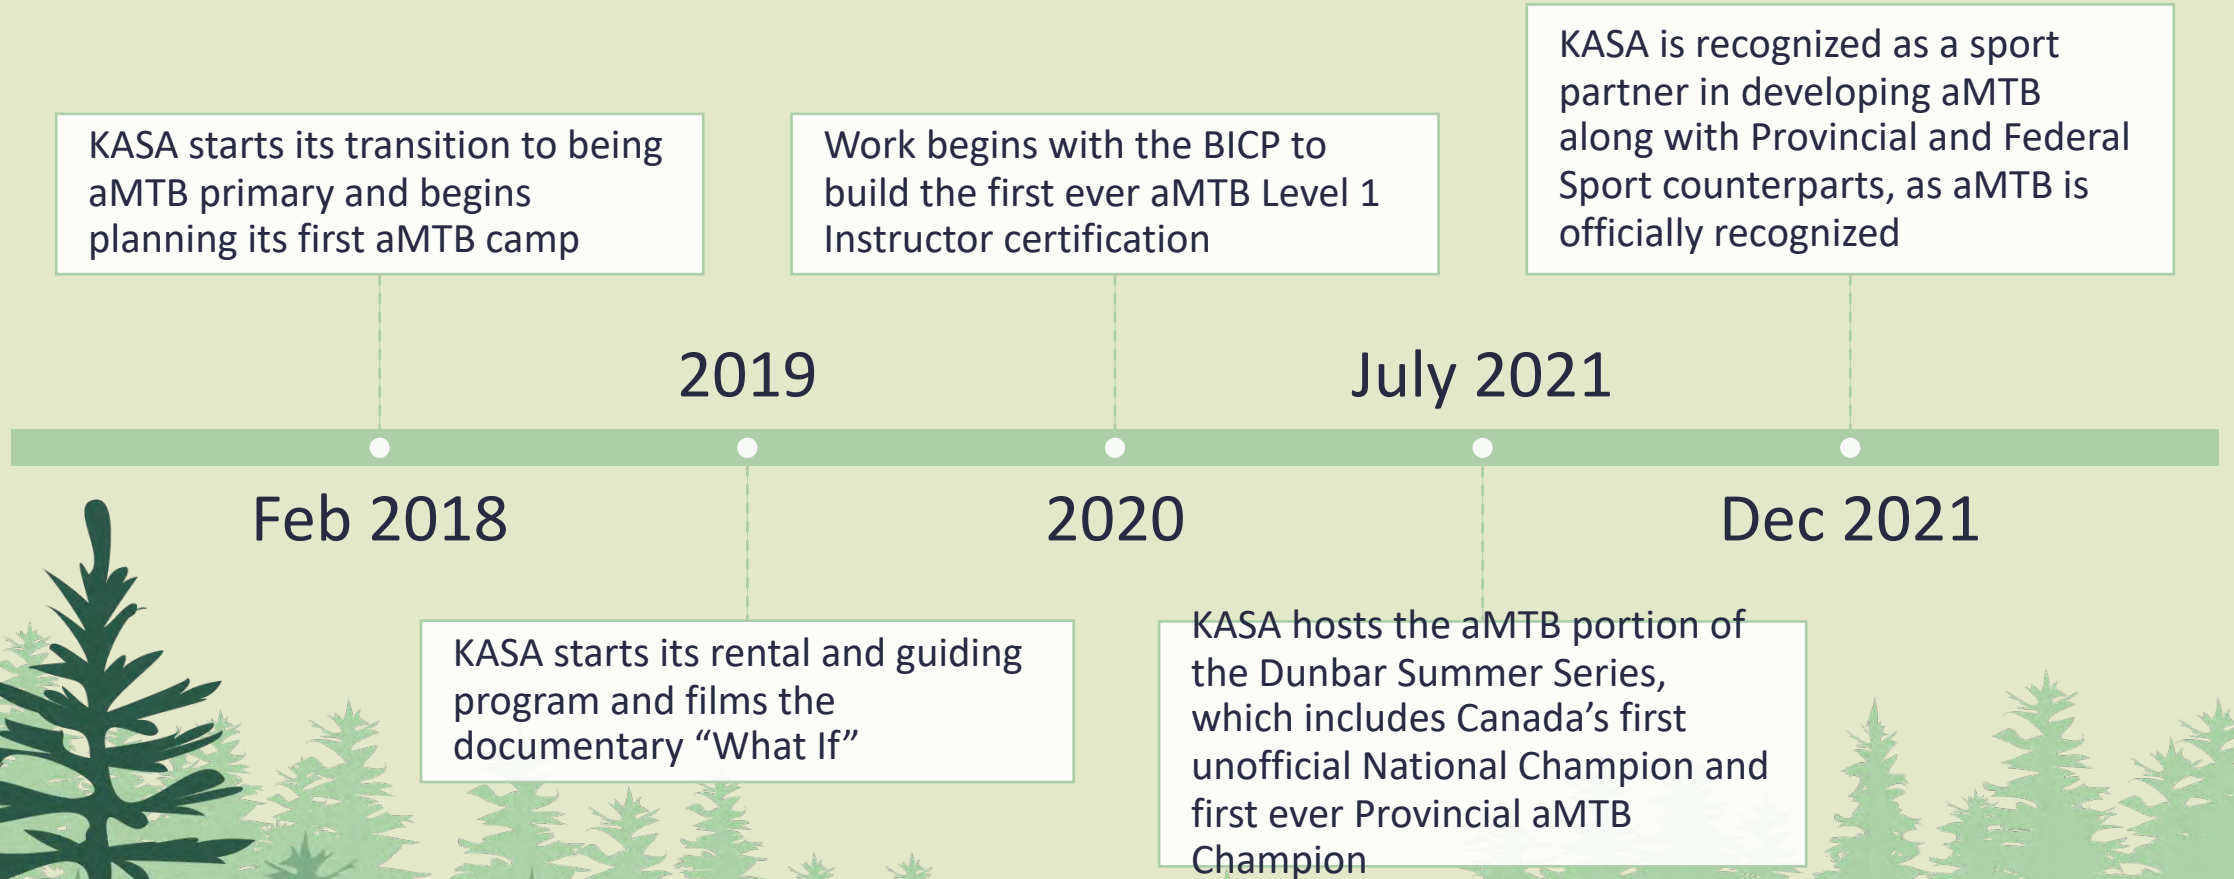 KASA starts its transition to being
aMTB primary and begins
planning its first aMTB camp
Work begins with the BICP to
build the first ever aMTB Level 1
Instructor certification
KASA is recognized as a sport
partner in developing aMTB
along with Provincial and Federal
Sport counterparts, as aMTB is
officially recognized
2019
July 2021
Feb 2018
2020
Dec 2021
KASA starts its rental and guiding
program and films the
documentary “What If”
KASA hosts the aMTB portion of
the Dunbar Summer Series,
which includes Canada’s first
unofficial National Champion and
first ever Provincial aMTB
Champion